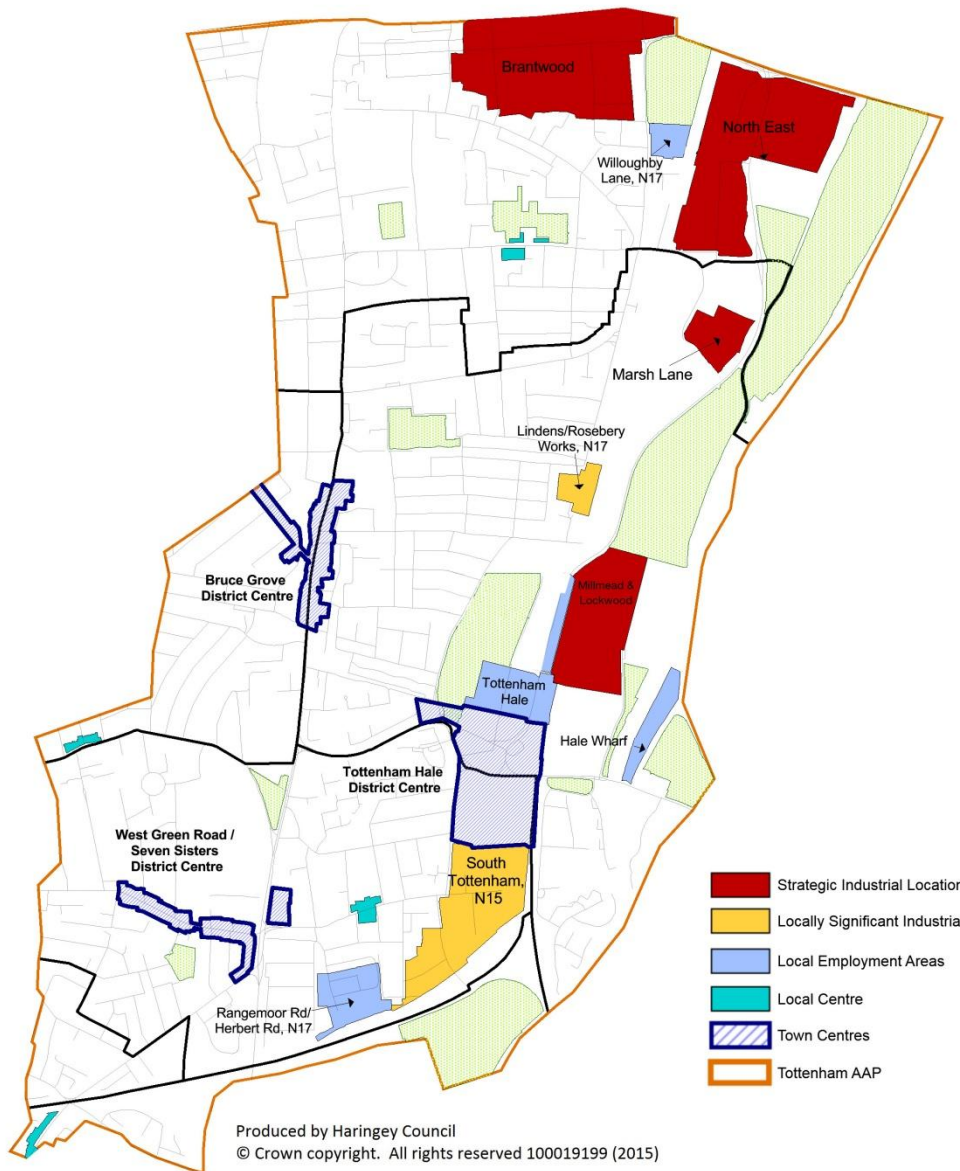 Brantwood
North East
Willoughby
Lane, N17
Marsh Lane
Lindens/Rosebery
Works, N17
Millmead &
Lockwood
Bruce Grove
District Centre
Tottenham
Hale
Hale Wharf
Tottenham Hale
District Centre
West Green Road /
Seven Sisters
District Centre
South
Tottenham,
N15
Rangemoor Rd/
Herbert Rd, N17
Strategic Industrial Location
Locally Significant Industria
Local Employment Areas
Local Centre
Town Centres
Tottenham AAP
Produced by Haringey Council
© Crown copyright. All rights reserved 100019199 (2015)